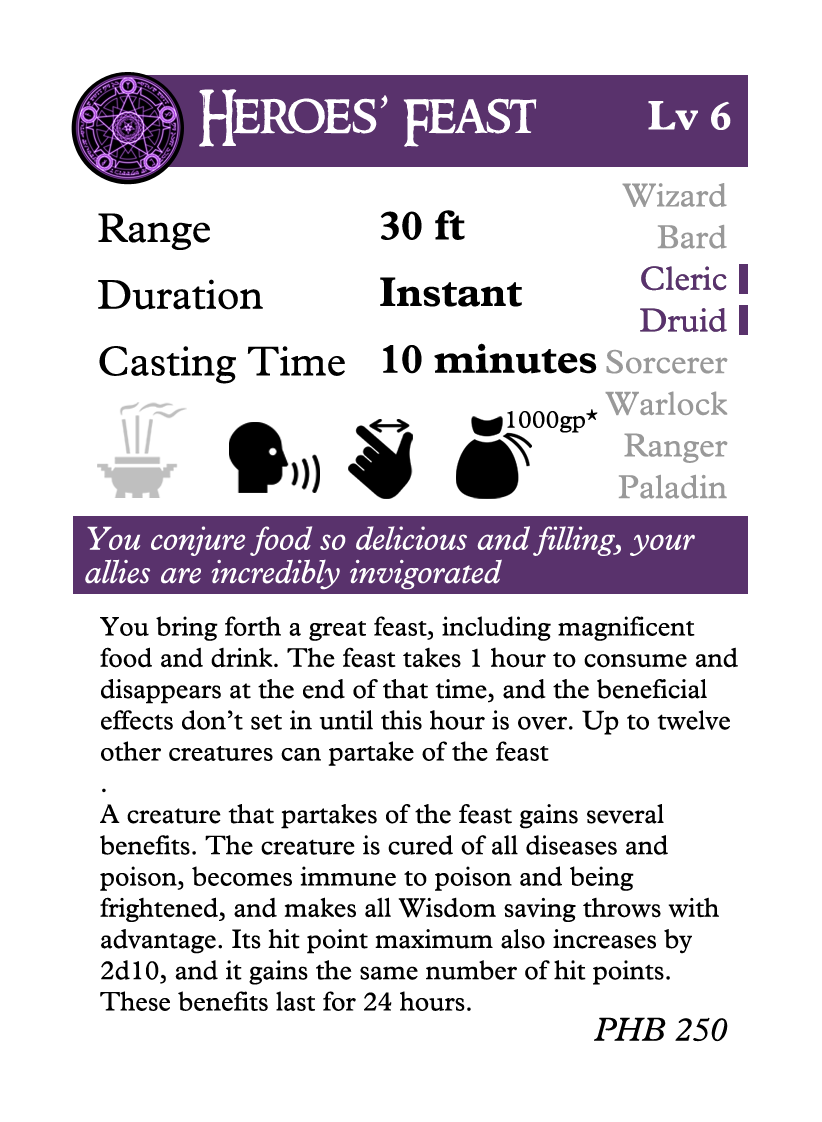 HEROES’ FEAST Lv 6
Wizard
Range 30 ft
Bard
Cleric
Duration Instant
Druid
Casting Time 10 minutes Sorcerer
1000gp★ Warlock
Ranger
Paladin
You conjure food so delicious and filling, your
allies are incredibly invigorated
You bring forth a great feast, including magnificent
food and drink. The feast takes 1 hour to consume and
disappears at the end of that time, and the beneficial
effects don’t set in until this hour is over. Up to twelve
other creatures can partake of the feast
.
A creature that partakes of the feast gains several
benefits. The creature is cured of all diseases and
poison, becomes immune to poison and being
frightened, and makes all Wisdom saving throws with
advantage. Its hit point maximum also increases by
2d10, and it gains the same number of hit points.
These benefits last for 24 hours.
PHB 250